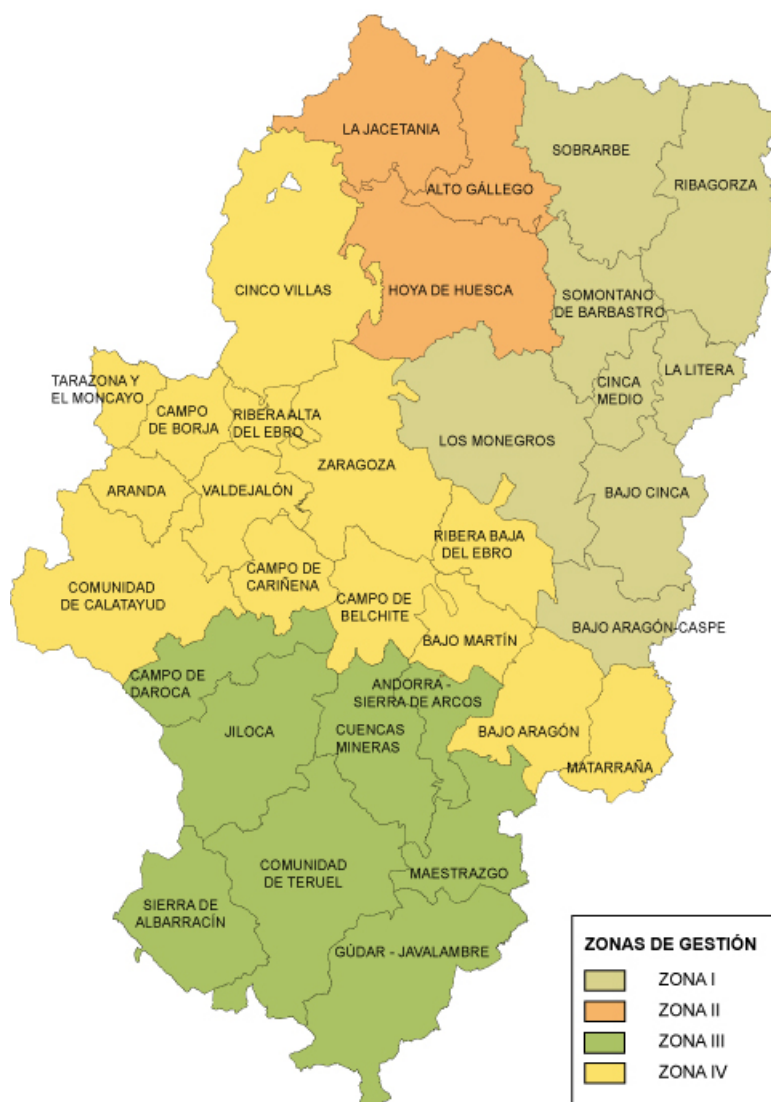 LA JACETANIA
SOBRARBE
RIBAGORZA
ALTO GÁLLEGO
CINCO VILLAS
HOYA DE HUESCA
SOMONTANO
DE BARBASTRO
LA LITERA
TARAZONA Y
EL MONCAYO
CINCA
MEDIO
CAMPO
DE BORJA
RIBERA ALTA
DEL EBRO
LOS MONEGROS
ZARAGOZA
ARANDA
VALDEJALÓN
BAJO CINCA
RIBERA BAJA
DEL EBRO
CAMPO DE
CARIÑENA
COMUNIDAD
DE CALATAYUD
CAMPO DE
BELCHITE
BAJO ARAGÓN-CASPE
BAJO MARTÍN
CAMPO DE
DAROCA
ANDORRA -
SIERRA DE ARCOS
JILOCA
CUENCAS
MINERAS
BAJO ARAGÓN
MATARRAÑA
COMUNIDAD
DE TERUEL
MAESTRAZGO
SIERRA DE
ALBARRACÍN
GÚDAR - JAVALAMBRE
ZONAS DE GESTIÓN
ZONA I
ZONA II
ZONA III
ZONA IV